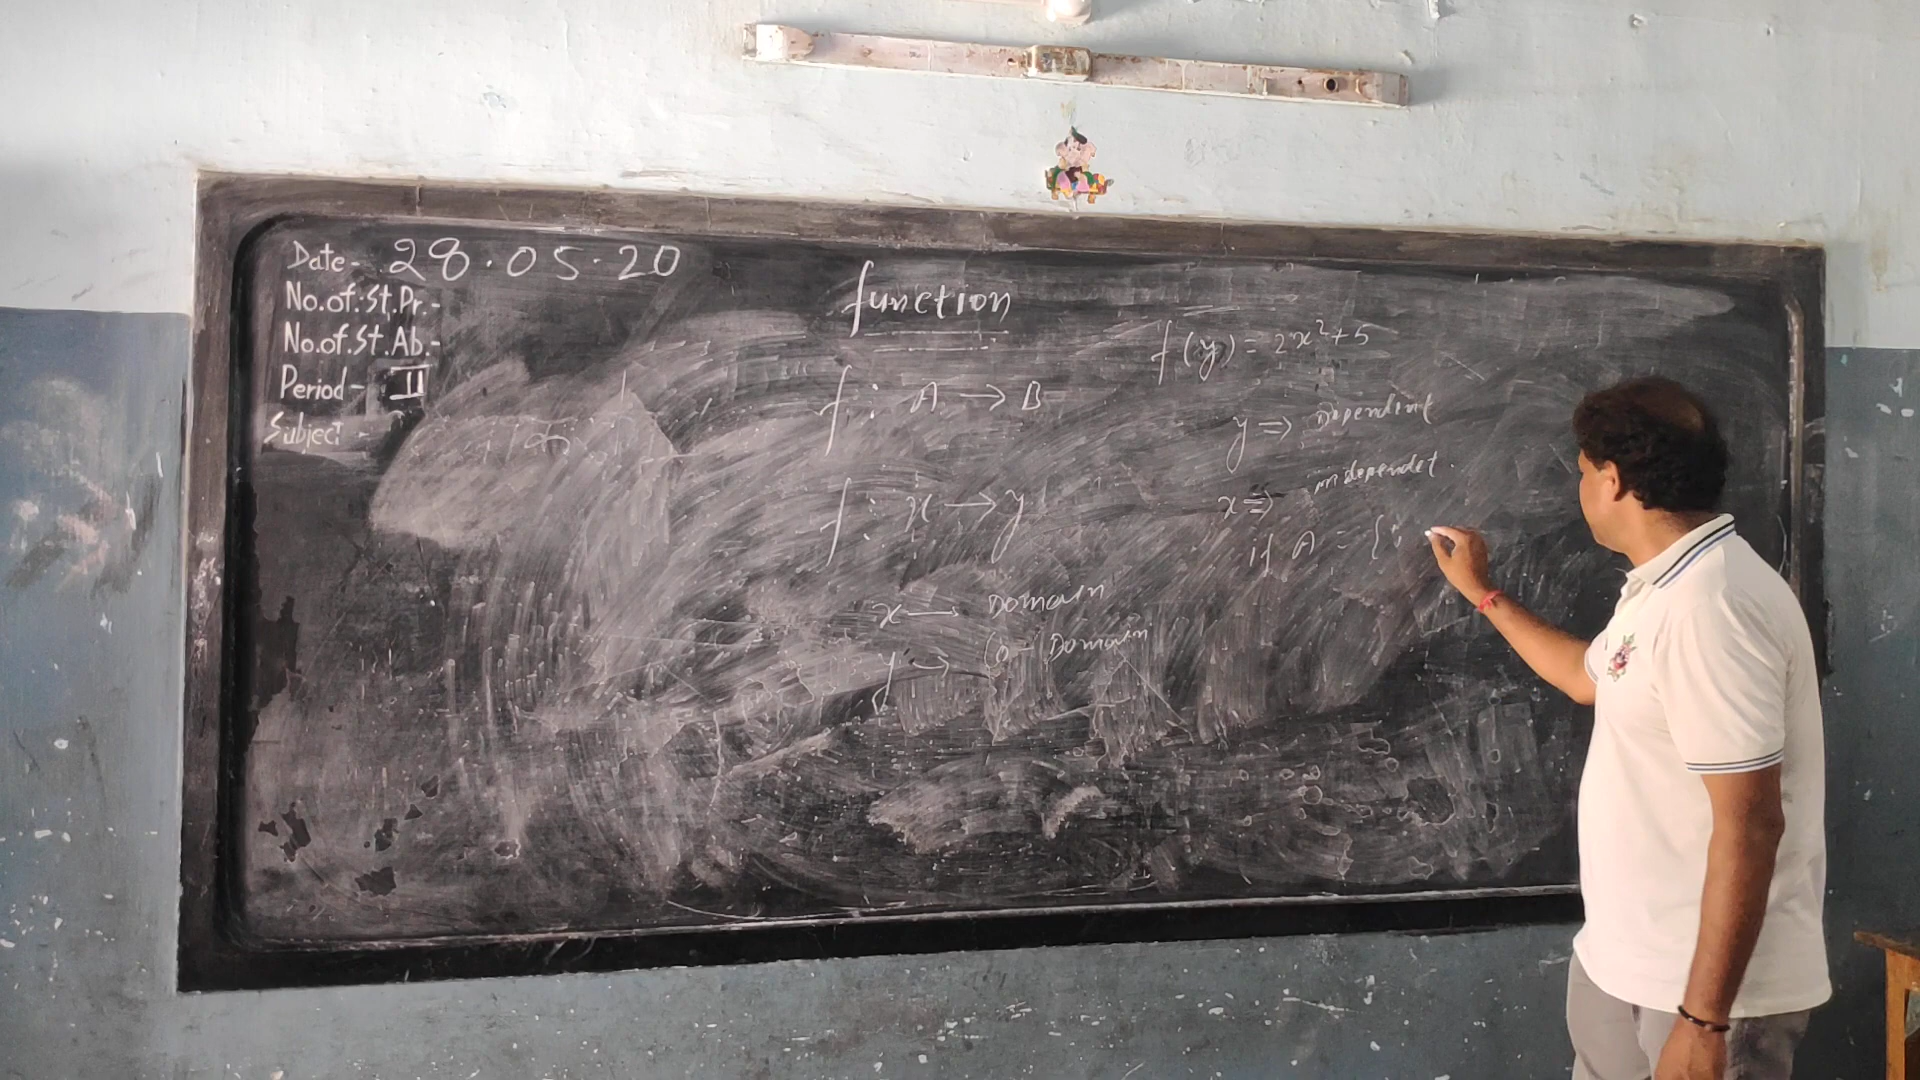 Date- 28.05.20
No.of.St.Pr.-
No.of.St.Ab.-
Period- II
Subject -
function
f : A → B
f : x → y
x → Domain
y → Co-Domain
f(y) = 2x²+5
y ⇒ Dependent
x ⇒ independet.
if A = {